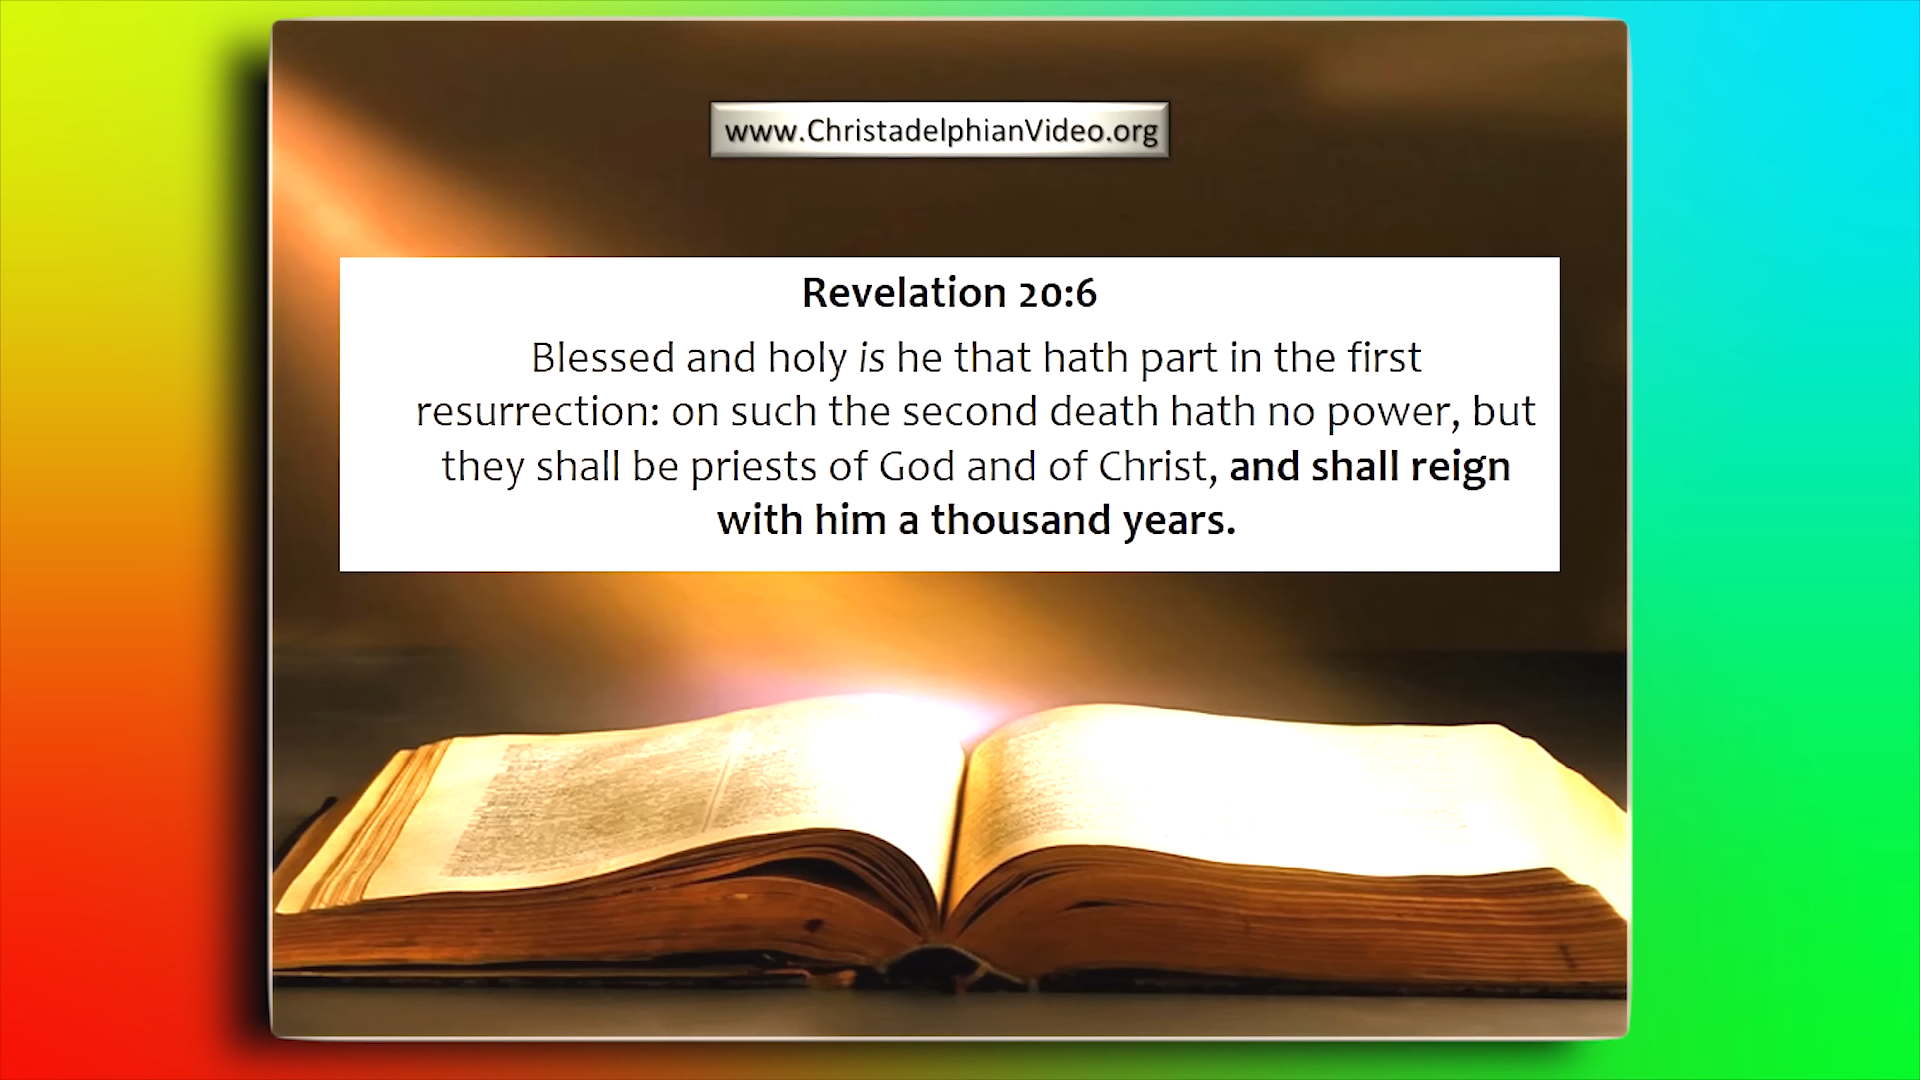 www.ChristadelphianVideo.org
Revelation 20:6
Blessed and holy is he that hath part in the first
resurrection: on such the second death hath no power, but
they shall be priests of God and of Christ, and shall reign
with him a thousand years.